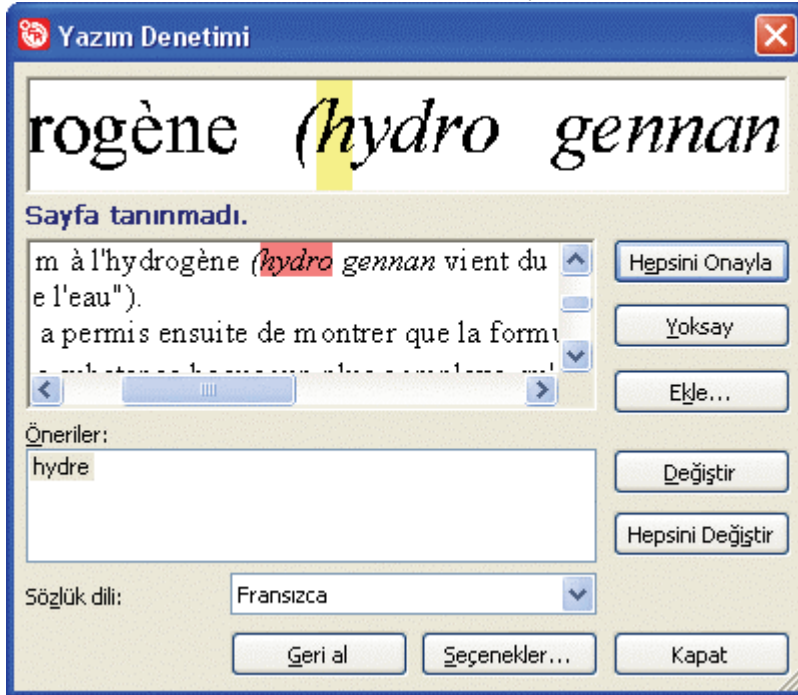 Yazım Denetimi
rogène (hydro gennan
Sayfa tanınmadı.
m à l'hydrogène (hydro gennan vient du
e l'eau").
a permis ensuite de montrer que la formu
Hepsini Onayla
Yoksay
Ekle...
Öneriler:
hydre
Değiştir
Hepsini Değiştir
Sözlük dili:
Fransızca
Geri al
Seçenekler...
Kapat